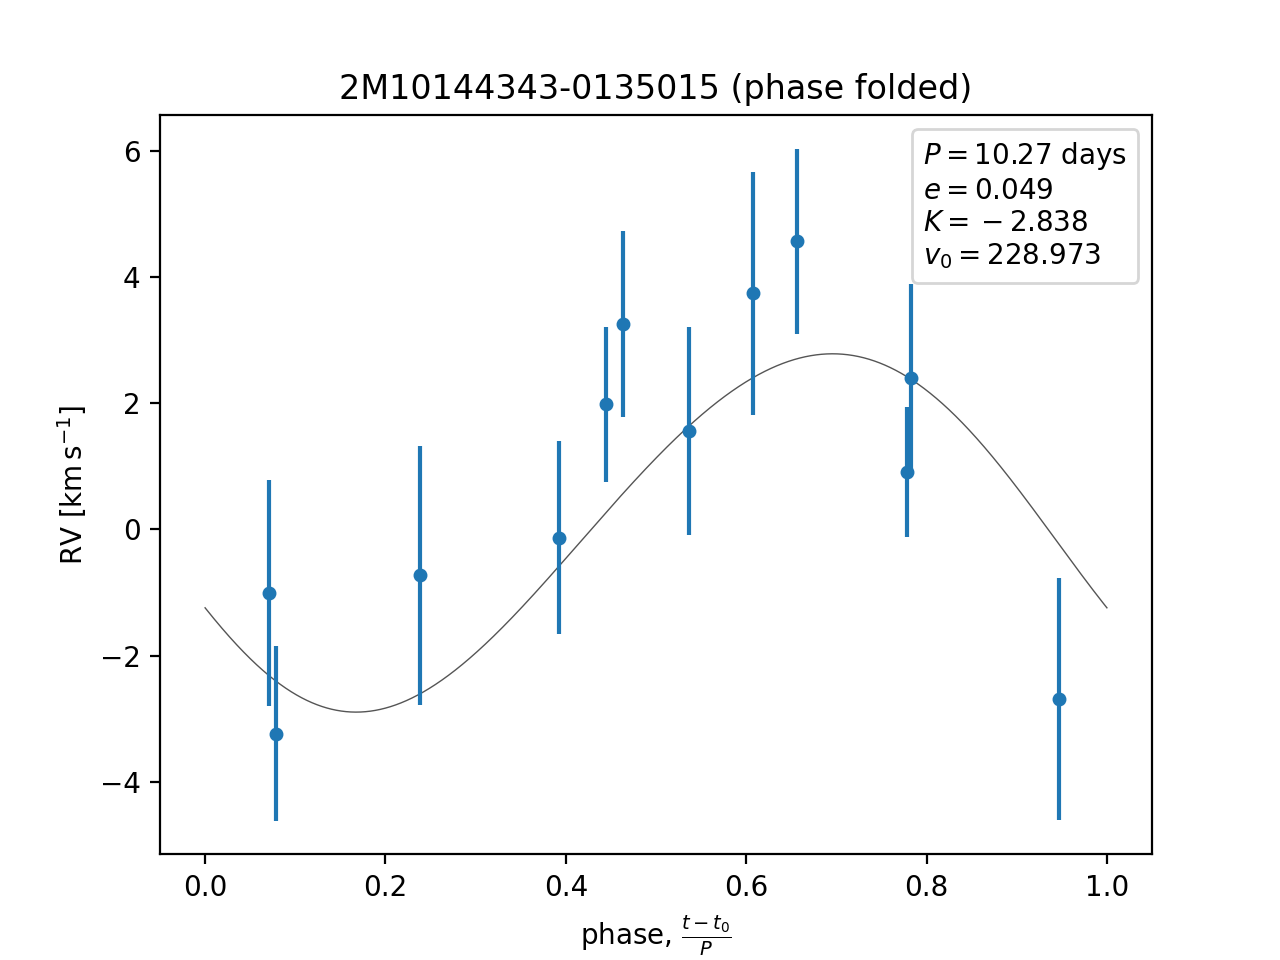 2M10144343-0135015 (phase folded)
P = 10.27 days
e = 0.049
K = −2.838
v₀ = 228.973
RV [km s⁻¹]
6
4
2
0
−2
−4
0.0 0.2 0.4 0.6 0.8 1.0
phase, (t − t₀)/P